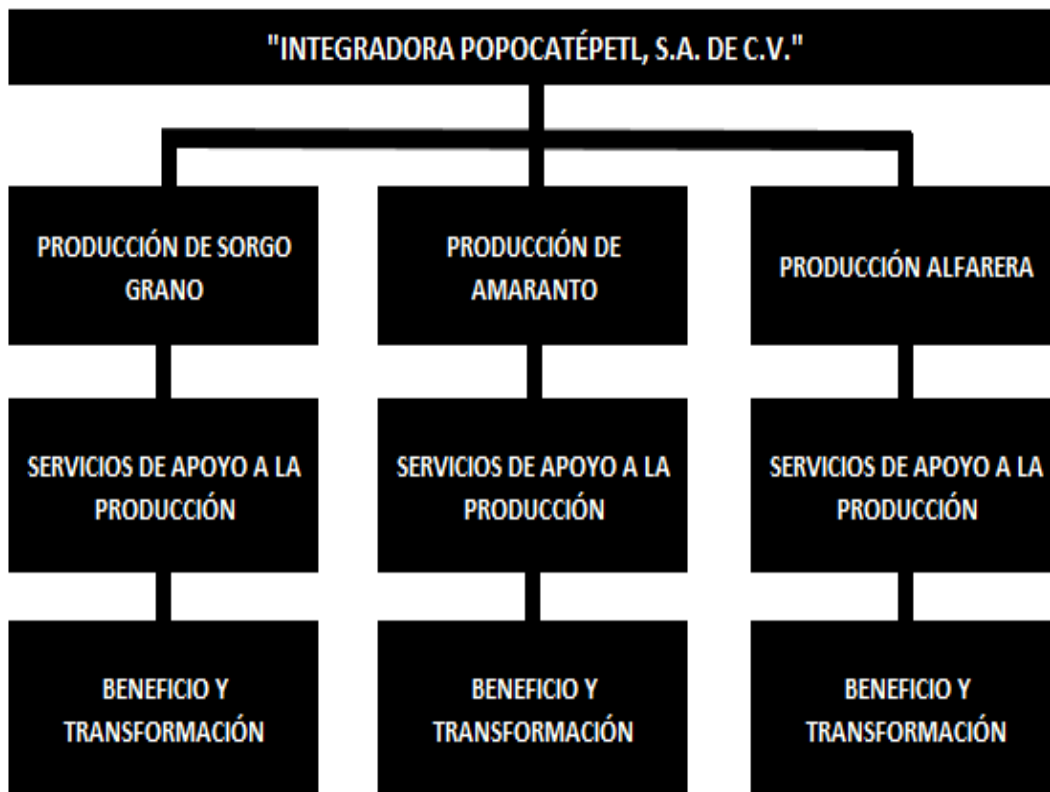 "INTEGRADORA POPOCATÉPETL, S.A. DE C.V."
PRODUCCIÓN DE SORGO
GRANO
PRODUCCIÓN DE
AMARANTO
PRODUCCIÓN ALFARERA
SERVICIOS DE APOYO A LA
PRODUCCIÓN
SERVICIOS DE APOYO A LA
PRODUCCIÓN
SERVICIOS DE APOYO A LA
PRODUCCIÓN
BENEFICIO Y
TRANSFORMACIÓN
BENEFICIO Y
TRANSFORMACIÓN
BENEFICIO Y
TRANSFORMACIÓN